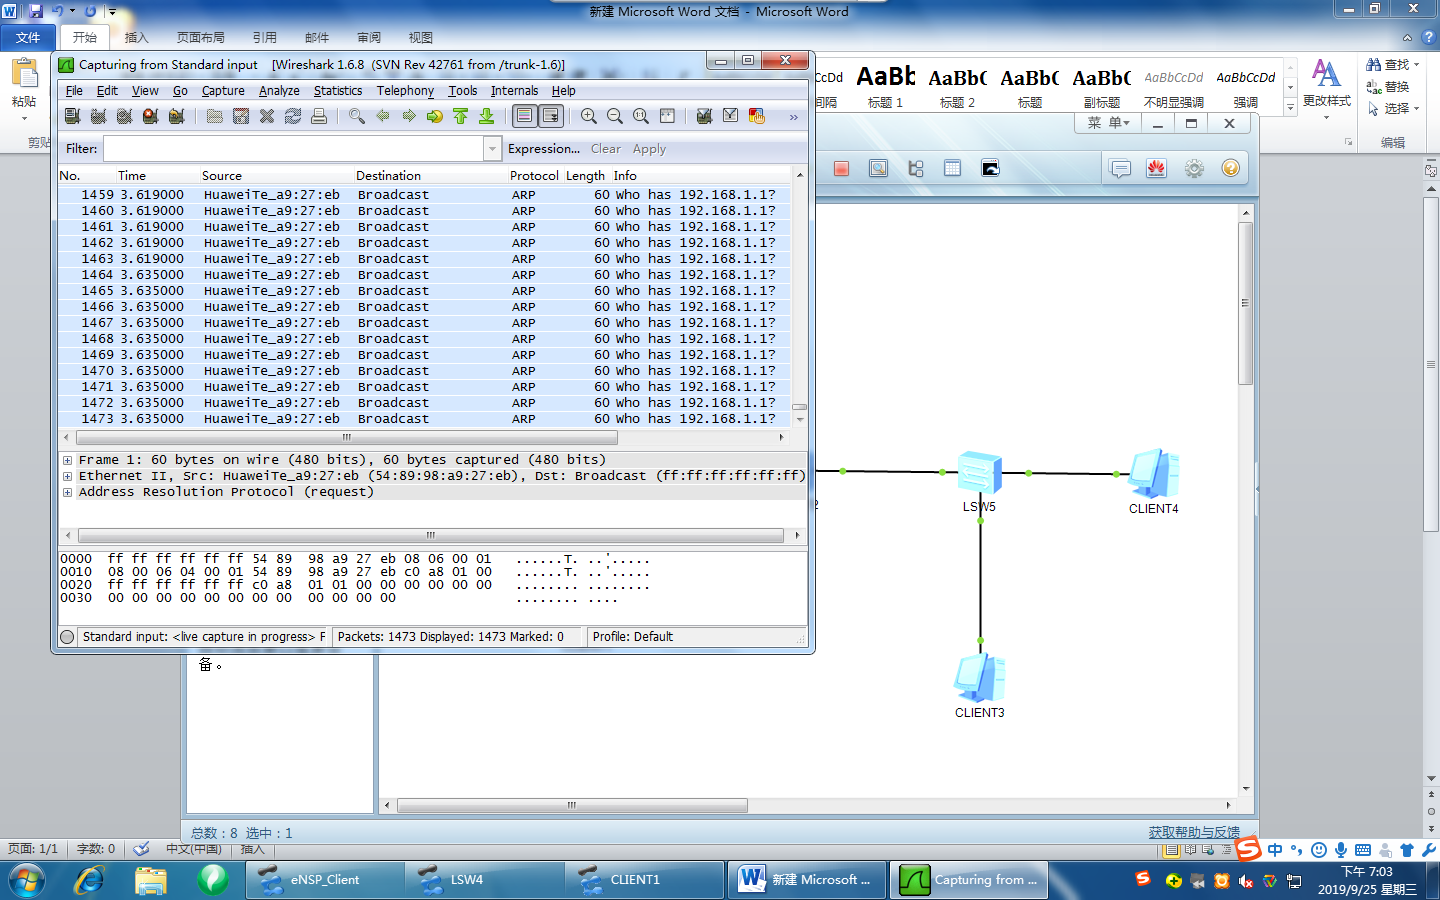 新建 Microsoft Word 文档 - Microsoft Word
文件 开始 插入 页面布局 引用 邮件 审阅 视图
粘贴
剪贴
CcDd AaBb AaBb( AaBb( AaBb( AaBbCcDd AaBbCcDd
间隔 标题 1 标题 2 标题 副标题 不明显强调 强调
更改样式
查找
替换
选择
编辑
Capturing from Standard input [Wireshark 1.6.8 (SVN Rev 42761 from /trunk-1.6)]
File Edit View Go Capture Analyze Statistics Telephony Tools Internals Help
Filter: Expression... Clear Apply
No. Time Source Destination Protocol Length Info
1459 3.619000 HuaweiTe_a9:27:eb Broadcast ARP 60 Who has 192.168.1.1?
1460 3.619000 HuaweiTe_a9:27:eb Broadcast ARP 60 Who has 192.168.1.1?
1461 3.619000 HuaweiTe_a9:27:eb Broadcast ARP 60 Who has 192.168.1.1?
1462 3.619000 HuaweiTe_a9:27:eb Broadcast ARP 60 Who has 192.168.1.1?
1463 3.619000 HuaweiTe_a9:27:eb Broadcast ARP 60 Who has 192.168.1.1?
1464 3.635000 HuaweiTe_a9:27:eb Broadcast ARP 60 Who has 192.168.1.1?
1465 3.635000 HuaweiTe_a9:27:eb Broadcast ARP 60 Who has 192.168.1.1?
1466 3.635000 HuaweiTe_a9:27:eb Broadcast ARP 60 Who has 192.168.1.1?
1467 3.635000 HuaweiTe_a9:27:eb Broadcast ARP 60 Who has 192.168.1.1?
1468 3.635000 HuaweiTe_a9:27:eb Broadcast ARP 60 Who has 192.168.1.1?
1469 3.635000 HuaweiTe_a9:27:eb Broadcast ARP 60 Who has 192.168.1.1?
1470 3.635000 HuaweiTe_a9:27:eb Broadcast ARP 60 Who has 192.168.1.1?
1471 3.635000 HuaweiTe_a9:27:eb Broadcast ARP 60 Who has 192.168.1.1?
1472 3.635000 HuaweiTe_a9:27:eb Broadcast ARP 60 Who has 192.168.1.1?
1473 3.635000 HuaweiTe_a9:27:eb Broadcast ARP 60 Who has 192.168.1.1?
Frame 1: 60 bytes on wire (480 bits), 60 bytes captured (480 bits)
Ethernet II, Src: HuaweiTe_a9:27:eb (54:89:98:a9:27:eb), Dst: Broadcast (ff:ff:ff:ff:ff:ff)
Address Resolution Protocol (request)
0000 ff ff ff ff ff ff 54 89 98 a9 27 eb 08 06 00 01 ......T. ..'.....
0010 08 00 06 04 00 01 54 89 98 a9 27 eb c0 a8 01 00 ......T. ..'.....
0020 ff ff ff ff ff ff c0 a8 01 01 00 00 00 00 00 00 ........ ........
0030 00 00 00 00 00 00 00 00 00 00 00 00 ........ ....
Standard input: <live capture in progress> F Packets: 1473 Displayed: 1473 Marked: 0 Profile: Default
菜 单
2
LSW5
CLIENT4
CLIENT3
备。
总数：8 选中：1
获取帮助与反馈
页面: 1/1 字数: 0 中文(中国) 插入
中
eNSP_Client LSW4 CLIENT1 新建 Microsoft ... Capturing from ...
下午 7:03
2019/9/25 星期三